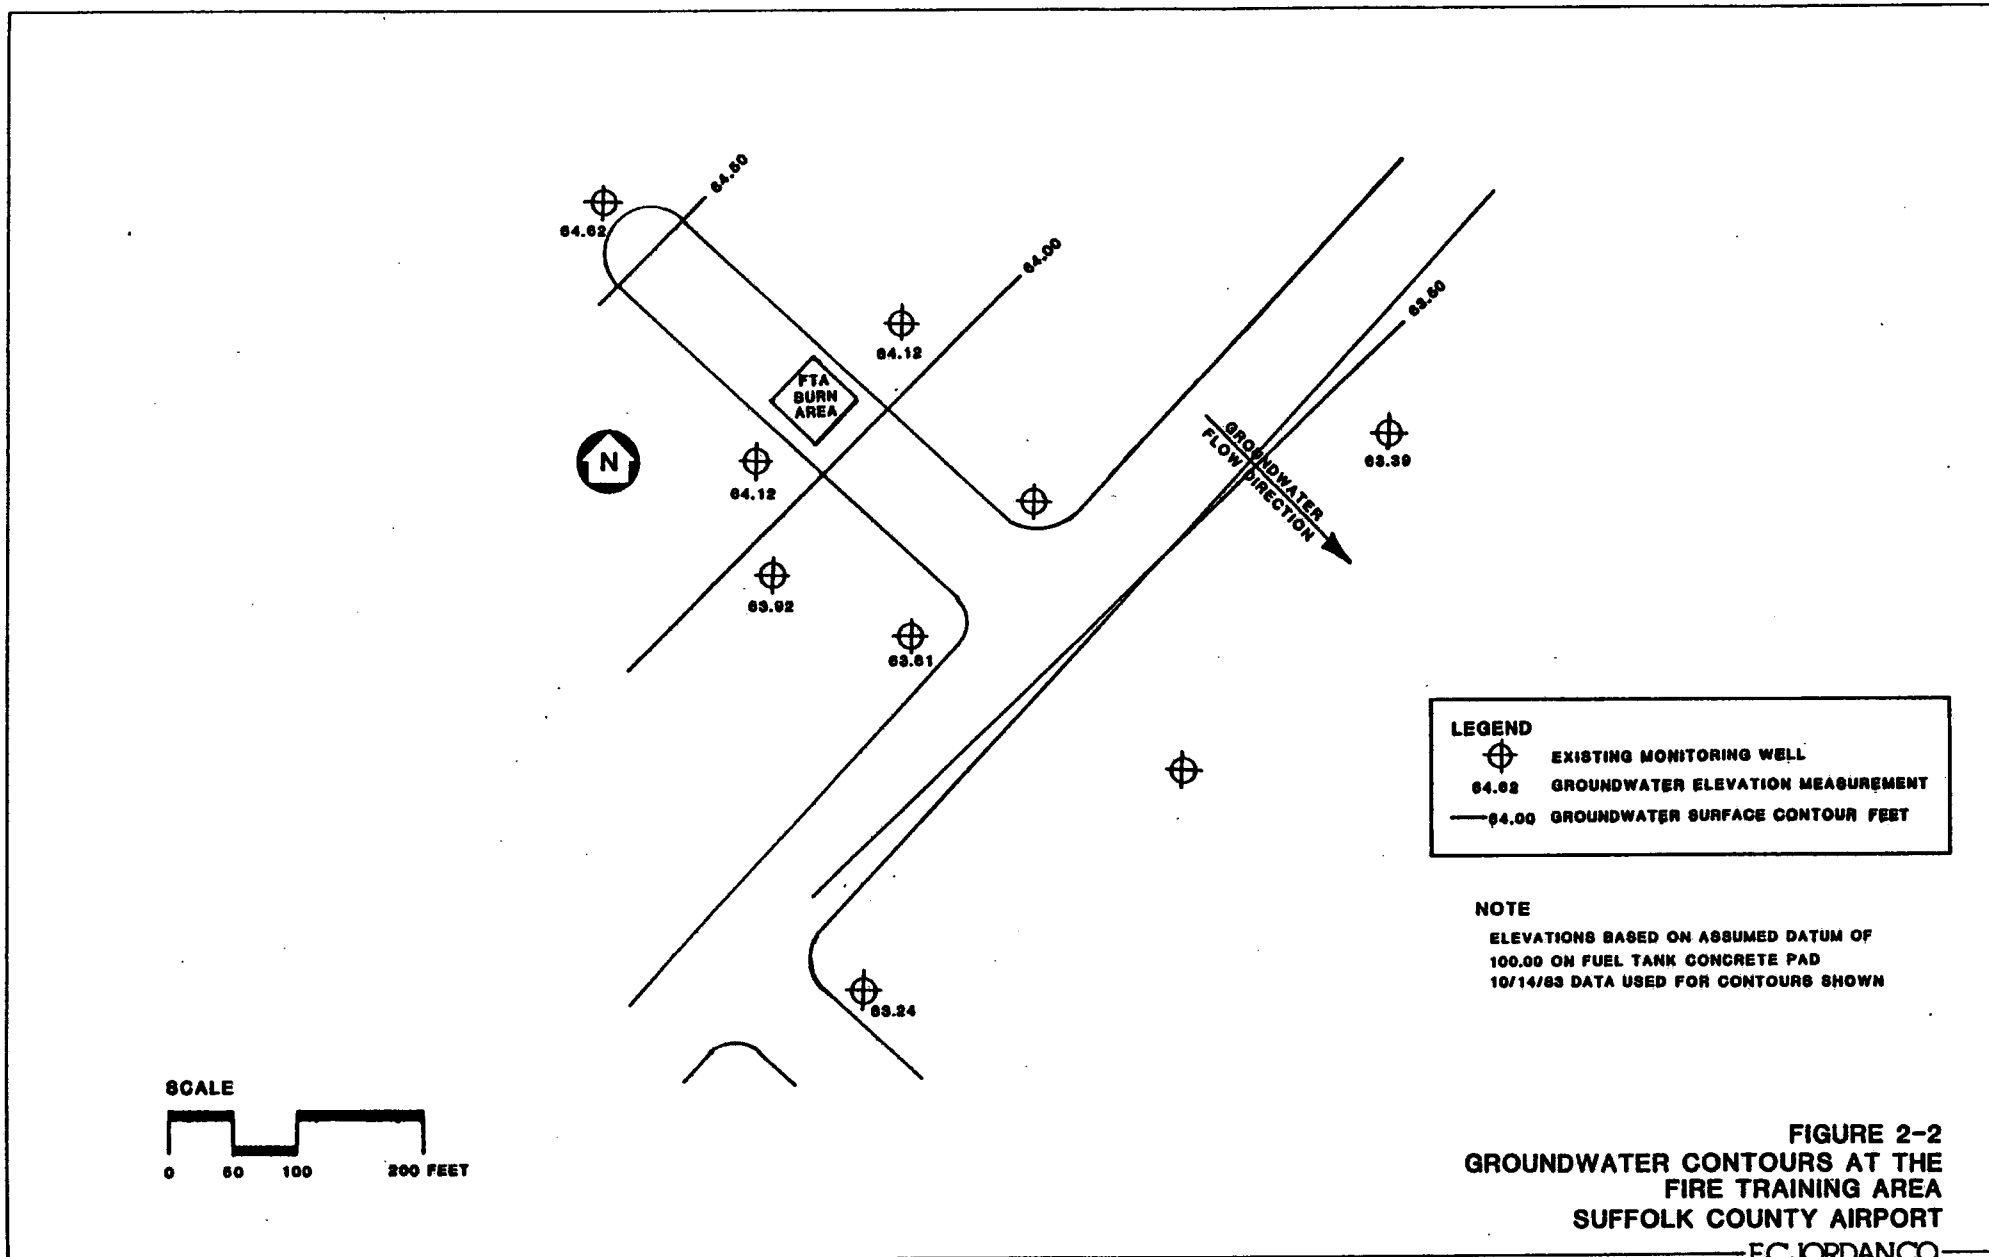 64.50
64.62
64.00
63.50
64.12
FTA
BURN
AREA
GROUNDWATER
FLOW DIRECTION
63.39
N
64.12
63.92
63.61
LEGEND
EXISTING MONITORING WELL
64.62 GROUNDWATER ELEVATION MEASUREMENT
64.00 GROUNDWATER SURFACE CONTOUR FEET
NOTE
ELEVATIONS BASED ON ASSUMED DATUM OF
100.00 ON FUEL TANK CONCRETE PAD
10/14/83 DATA USED FOR CONTOURS SHOWN
63.24
SCALE
0 50 100 200 FEET
FIGURE 2-2
GROUNDWATER CONTOURS AT THE
FIRE TRAINING AREA
SUFFOLK COUNTY AIRPORT
E.C.JORDANCO